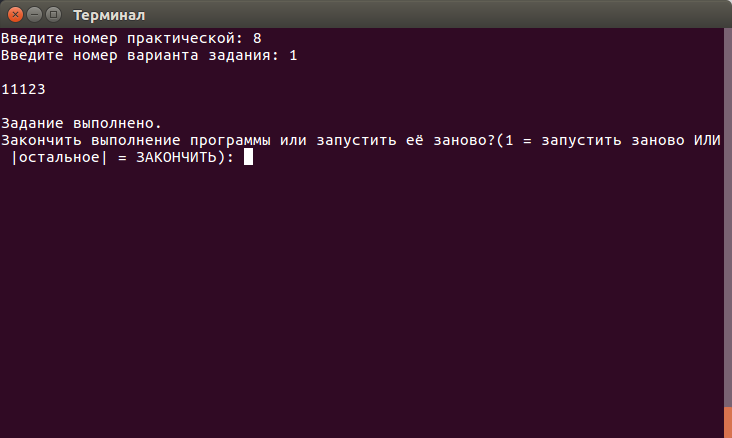 Терминал
Введите номер практической: 8
Введите номер варианта задания: 1
11123
Задание выполнено.
Закончить выполнение программы или запустить её заново?(1 = запустить заново ИЛИ
|остальное| = ЗАКОНЧИТЬ):